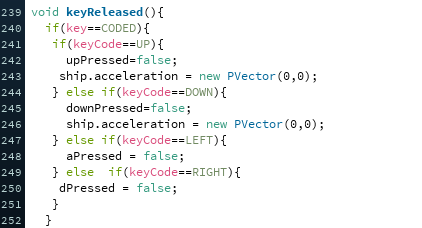 239 void keyReleased(){
240   if(key==CODED){
241    if(keyCode==UP){
242      upPressed=false;
243     ship.acceleration = new PVector(0,0);
244    } else if(keyCode==DOWN){
245      downPressed=false;
246      ship.acceleration = new PVector(0,0);
247    } else if(keyCode==LEFT){
248      aPressed = false;
249    } else  if(keyCode==RIGHT){
250     dPressed = false;
251    }
252   }